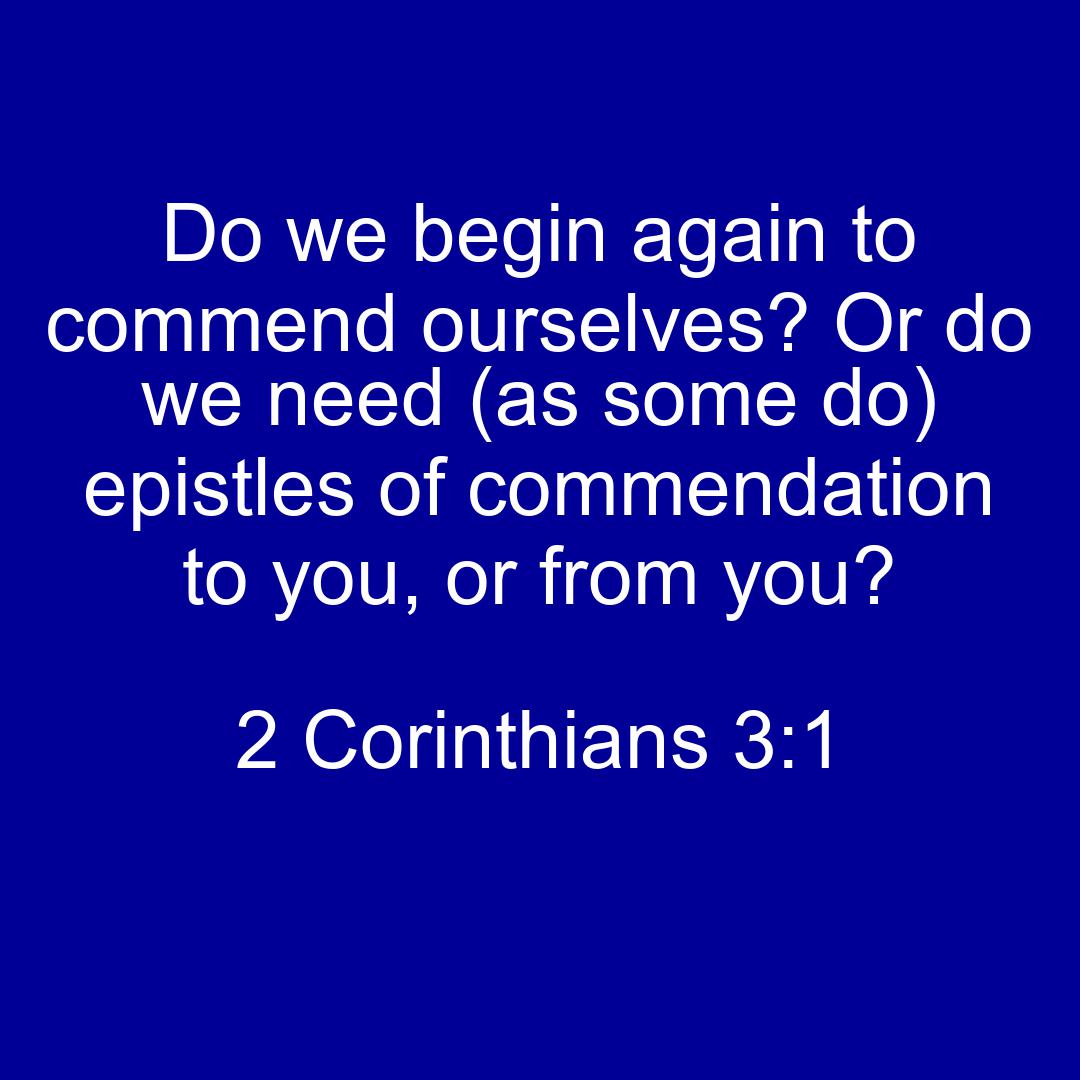 Do we begin again to
commend ourselves? Or do
we need (as some do)
epistles of commendation
to you, or from you?
2 Corinthians 3:1